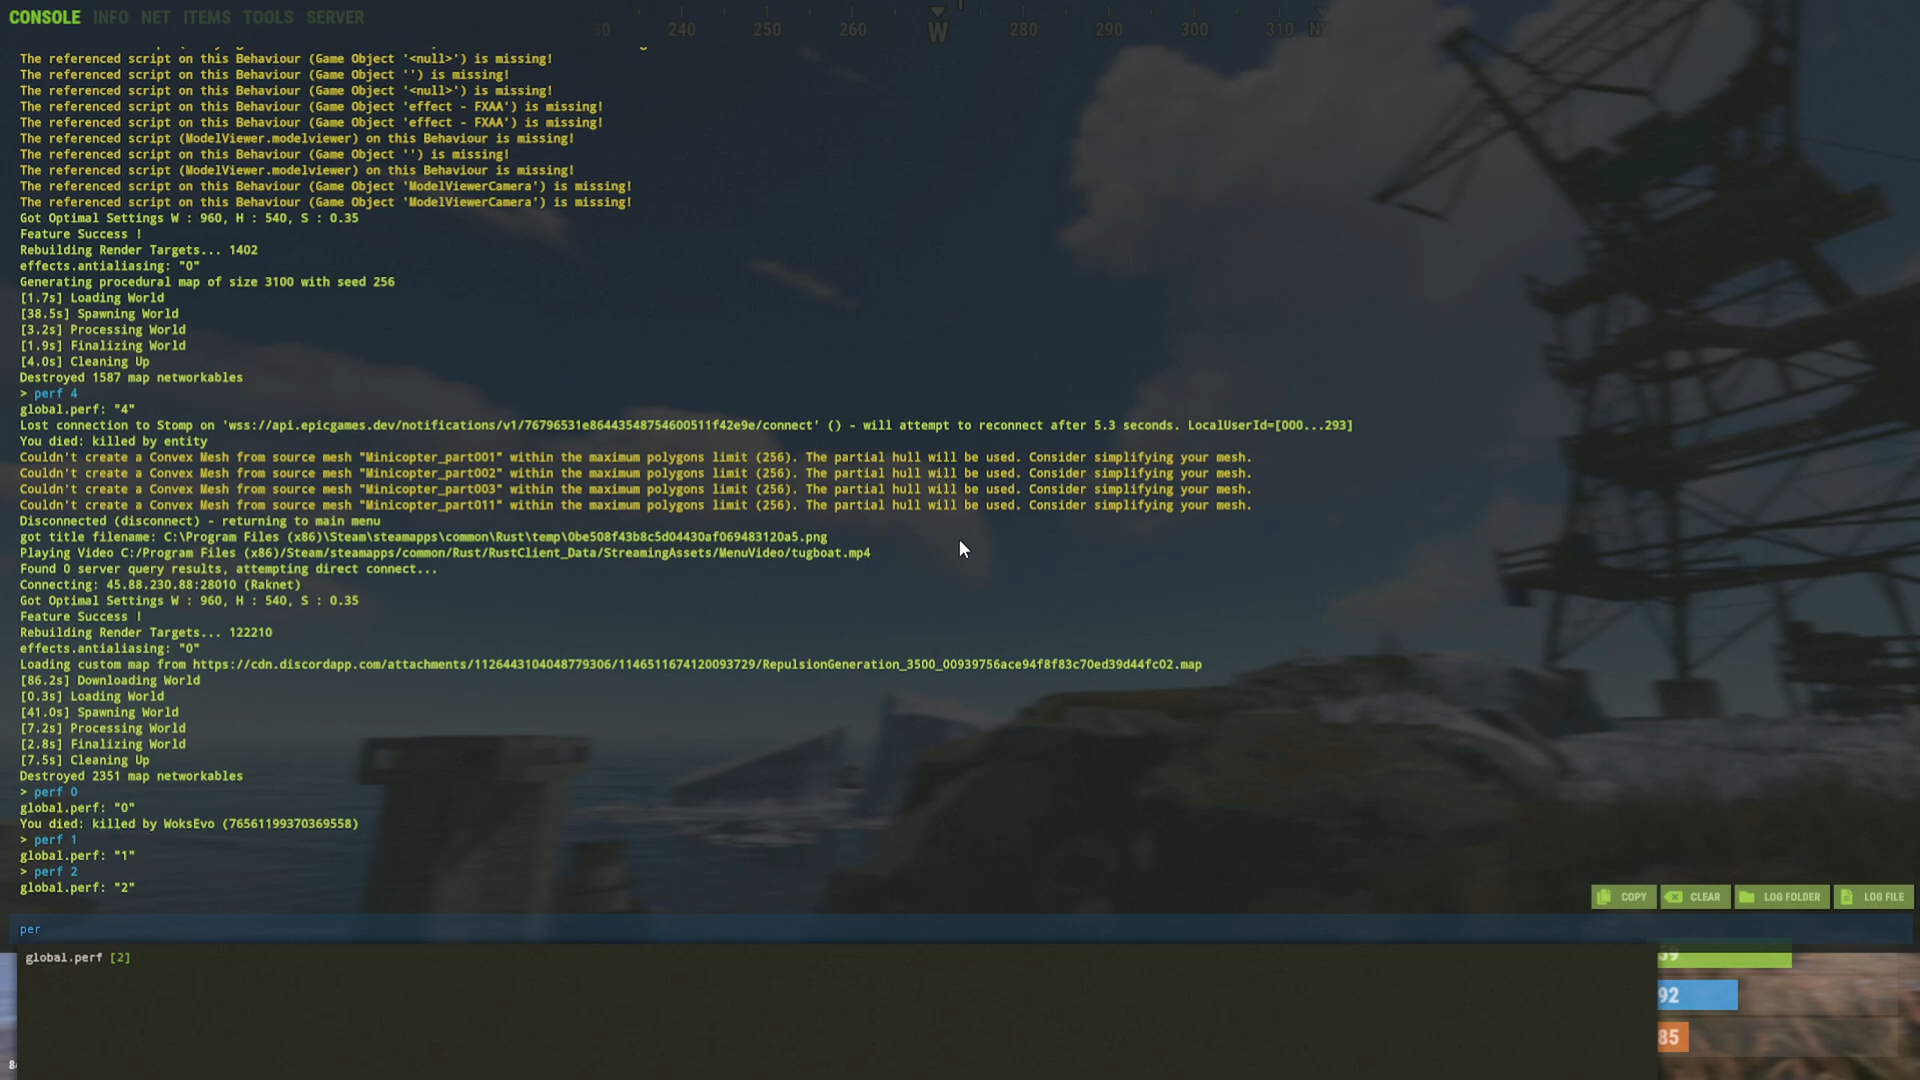 CONSOLE INFO NET ITEMS TOOLS SERVER
240 250 260 W 280 290 300 310
The referenced script on this Behaviour (Game Object '<null>') is missing!
The referenced script on this Behaviour (Game Object '') is missing!
The referenced script on this Behaviour (Game Object '<null>') is missing!
The referenced script on this Behaviour (Game Object 'effect - FXAA') is missing!
The referenced script on this Behaviour (Game Object 'effect - FXAA') is missing!
The referenced script (ModelViewer.modelviewer) on this Behaviour is missing!
The referenced script on this Behaviour (Game Object '') is missing!
The referenced script (ModelViewer.modelviewer) on this Behaviour is missing!
The referenced script on this Behaviour (Game Object 'ModelViewerCamera') is missing!
The referenced script on this Behaviour (Game Object 'ModelViewerCamera') is missing!
Got Optimal Settings W : 960, H : 540, S : 0.35
Feature Success !
Rebuilding Render Targets... 1402
effects.antialiasing: "0"
Generating procedural map of size 3100 with seed 256
[1.7s] Loading World
[38.5s] Spawning World
[3.2s] Processing World
[1.9s] Finalizing World
[4.0s] Cleaning Up
Destroyed 1587 map networkables
> perf 4
global.perf: "4"
Lost connection to Stomp on 'wss://api.epicgames.dev/notifications/v1/76796531e86443548754600511f42e9e/connect' () - will attempt to reconnect after 5.3 seconds. LocalUserId=[000...293]
You died: killed by entity
Couldn't create a Convex Mesh from source mesh "Minicopter_part001" within the maximum polygons limit (256). The partial hull will be used. Consider simplifying your mesh.
Couldn't create a Convex Mesh from source mesh "Minicopter_part002" within the maximum polygons limit (256). The partial hull will be used. Consider simplifying your mesh.
Couldn't create a Convex Mesh from source mesh "Minicopter_part003" within the maximum polygons limit (256). The partial hull will be used. Consider simplifying your mesh.
Couldn't create a Convex Mesh from source mesh "Minicopter_part011" within the maximum polygons limit (256). The partial hull will be used. Consider simplifying your mesh.
Disconnected (disconnect) - returning to main menu
got title filename: C:\Program Files (x86)\Steam\steamapps\common\Rust\temp\0be508f43b8c5d04430af069483120a5.png
Playing Video C:/Program Files (x86)/Steam/steamapps/common/Rust/RustClient_Data/StreamingAssets/MenuVideo/tugboat.mp4
Found 0 server query results, attempting direct connect...
Connecting: 45.88.230.88:28010 (Raknet)
Got Optimal Settings W : 960, H : 540, S : 0.35
Feature Success !
Rebuilding Render Targets... 122210
effects.antialiasing: "0"
Loading custom map from https://cdn.discordapp.com/attachments/1126443104048779306/1146511674120093729/RepulsionGeneration_3500_00939756ace94f8f83c70ed39d44fc02.map
[86.2s] Downloading World
[0.3s] Loading World
[41.0s] Spawning World
[7.2s] Processing World
[2.8s] Finalizing World
[7.5s] Cleaning Up
Destroyed 2351 map networkables
> perf 0
global.perf: "0"
You died: killed by WoksEvo (76561199370369558)
> perf 1
global.perf: "1"
> perf 2
global.perf: "2"
COPY CLEAR LOG FOLDER LOG FILE
per
global.perf [2]
92
85